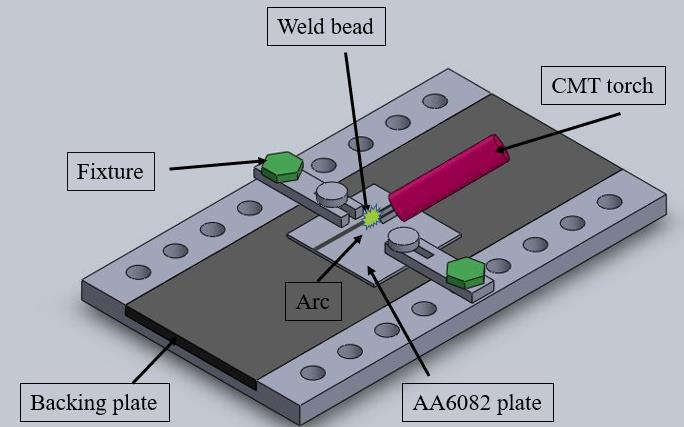 Weld bead
CMT torch
Fixture
Arc
Backing plate
AA6082 plate